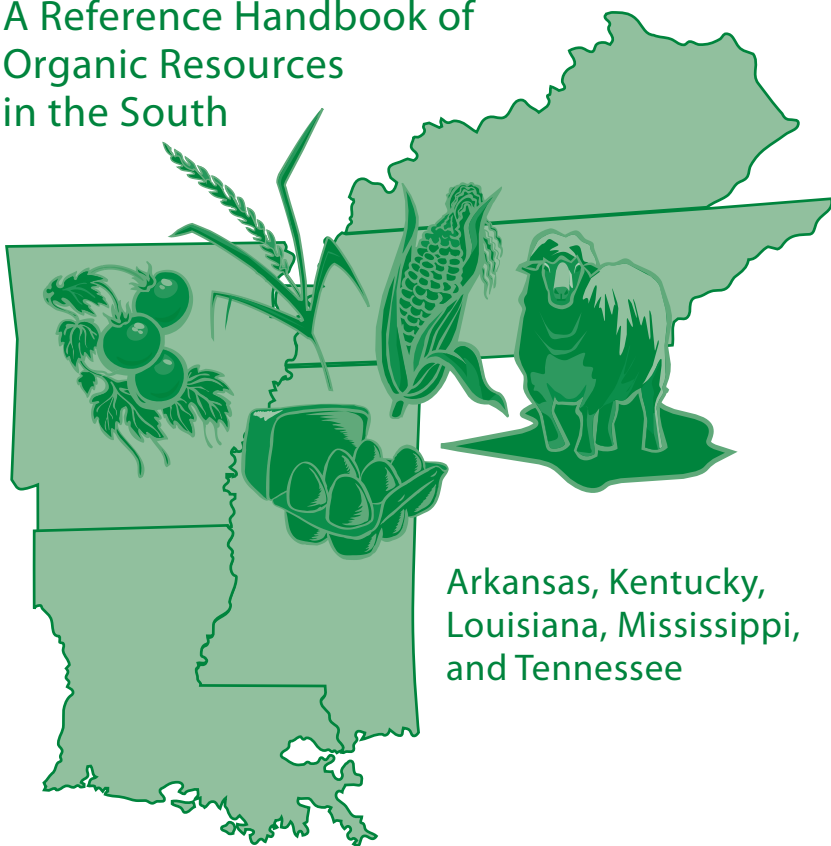 A Reference Handbook of
Organic Resources
in the South
Arkansas, Kentucky,
Louisiana, Mississippi,
and Tennessee